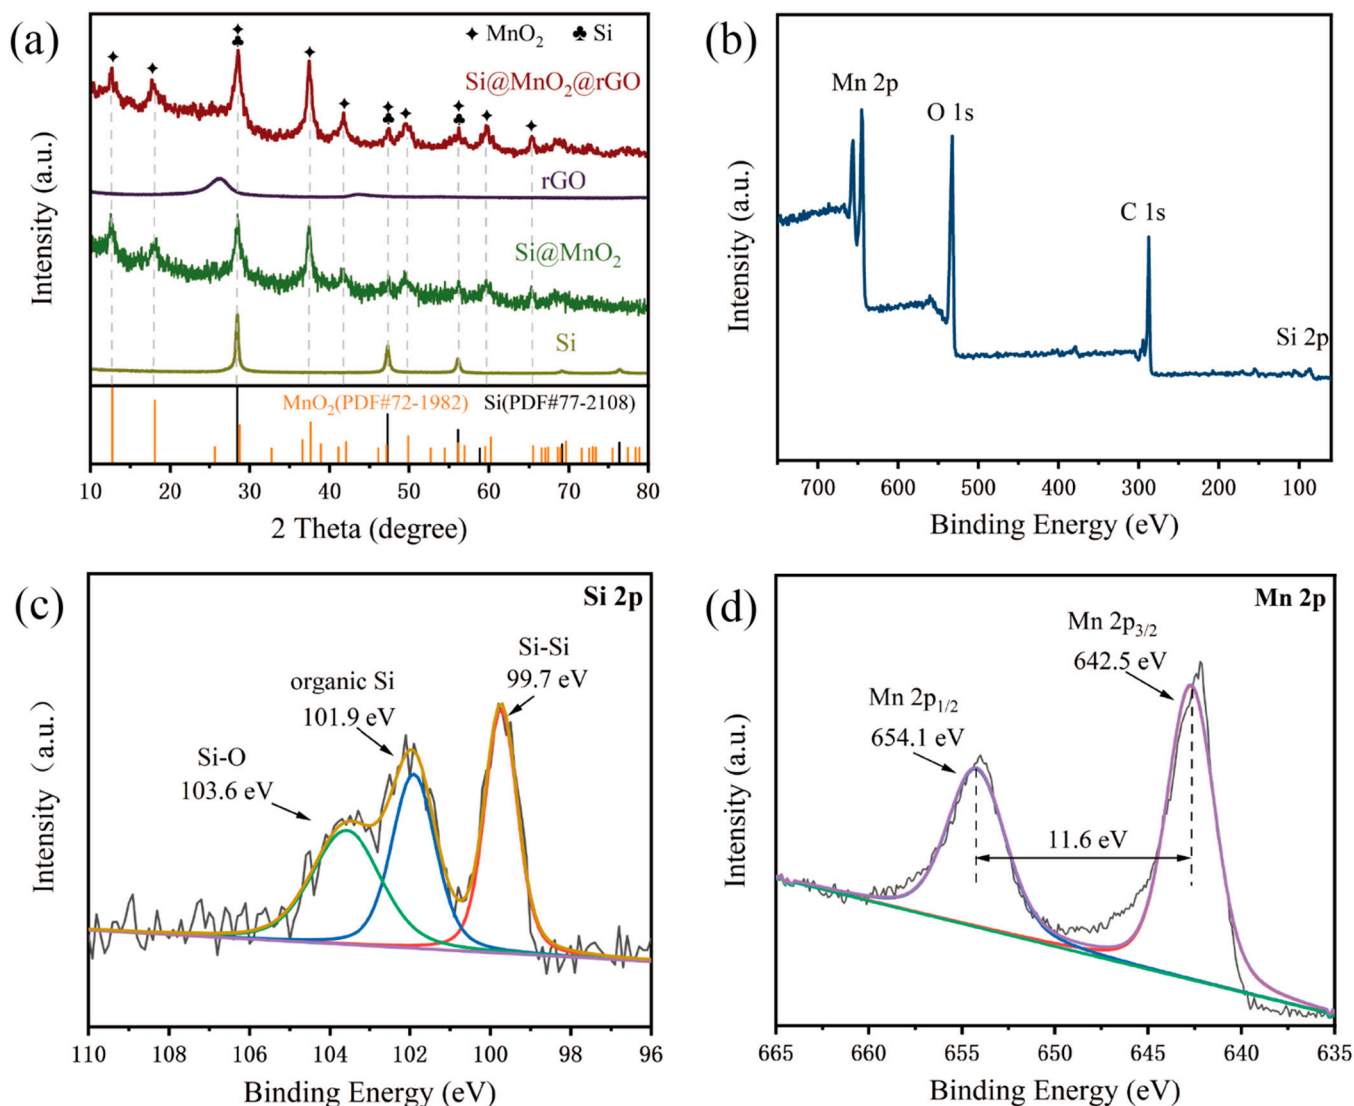 (a)
✦ MnO₂ ♣ Si
Si@MnO₂@rGO
rGO
Si@MnO₂
Si
MnO₂(PDF#72-1982) Si(PDF#77-2108)
Intensity (a.u.)
10 20 30 40 50 60 70 80
2 Theta (degree)
(b)
Mn 2p
O 1s
C 1s
Si 2p
Intensity (a.u.)
700 600 500 400 300 200 100
Binding Energy (eV)
(c)
Si 2p
Si-Si
99.7 eV
organic Si
101.9 eV
Si-O
103.6 eV
Intensity (a.u.)
110 108 106 104 102 100 98 96
Binding Energy (eV)
(d)
Mn 2p
Mn 2p₃/₂
642.5 eV
Mn 2p₁/₂
654.1 eV
11.6 eV
Intensity (a.u.)
665 660 655 650 645 640 635
Binding Energy (eV)